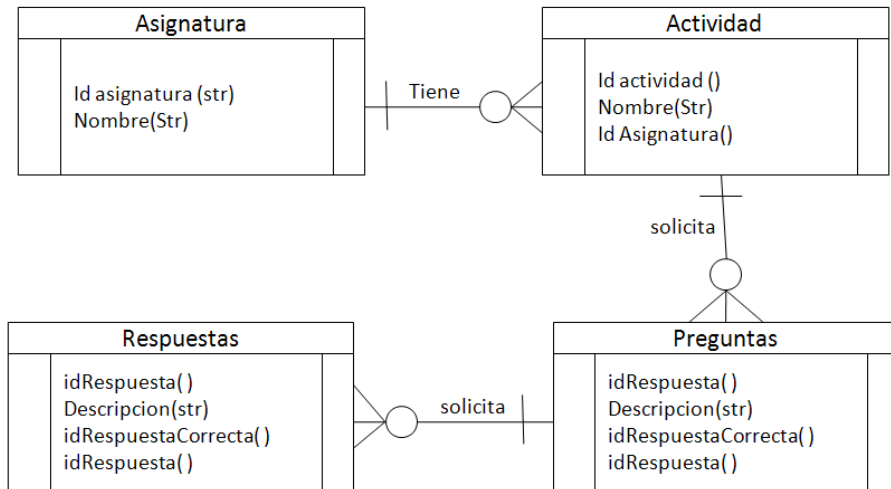 Asignatura
Id asignatura (str)
Nombre(Str)
Tiene
Actividad
Id actividad ()
Nombre(Str)
Id Asignatura()
solicita
Respuestas
idRespuesta( )
Descripcion(str)
idRespuestaCorrecta( )
idRespuesta( )
solicita
Preguntas
idRespuesta( )
Descripcion(str)
idRespuestaCorrecta( )
idRespuesta( )